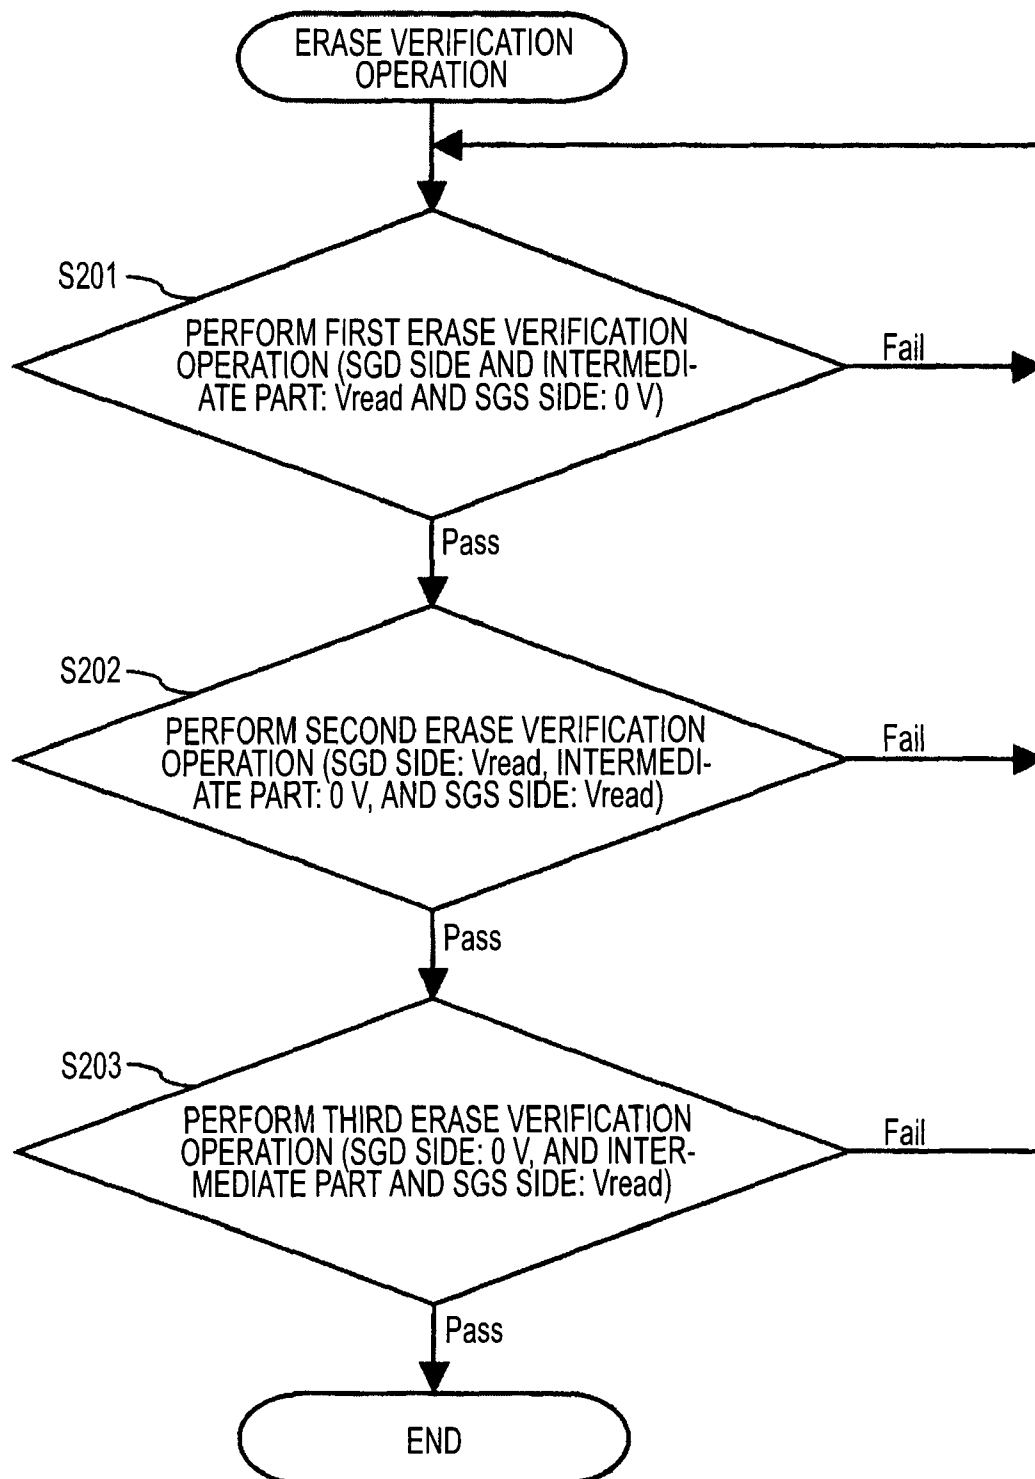 ERASE VERIFICATION
OPERATION
S201
PERFORM FIRST ERASE VERIFICATION
OPERATION (SGD SIDE AND INTERMEDI-
ATE PART: Vread AND SGS SIDE: 0 V)
Fail
Pass
S202
PERFORM SECOND ERASE VERIFICATION
OPERATION (SGD SIDE: Vread, INTERMEDI-
ATE PART: 0 V, AND SGS SIDE: Vread)
Fail
Pass
S203
PERFORM THIRD ERASE VERIFICATION
OPERATION (SGD SIDE: 0 V, AND INTER-
MEDIATE PART AND SGS SIDE: Vread)
Fail
Pass
END